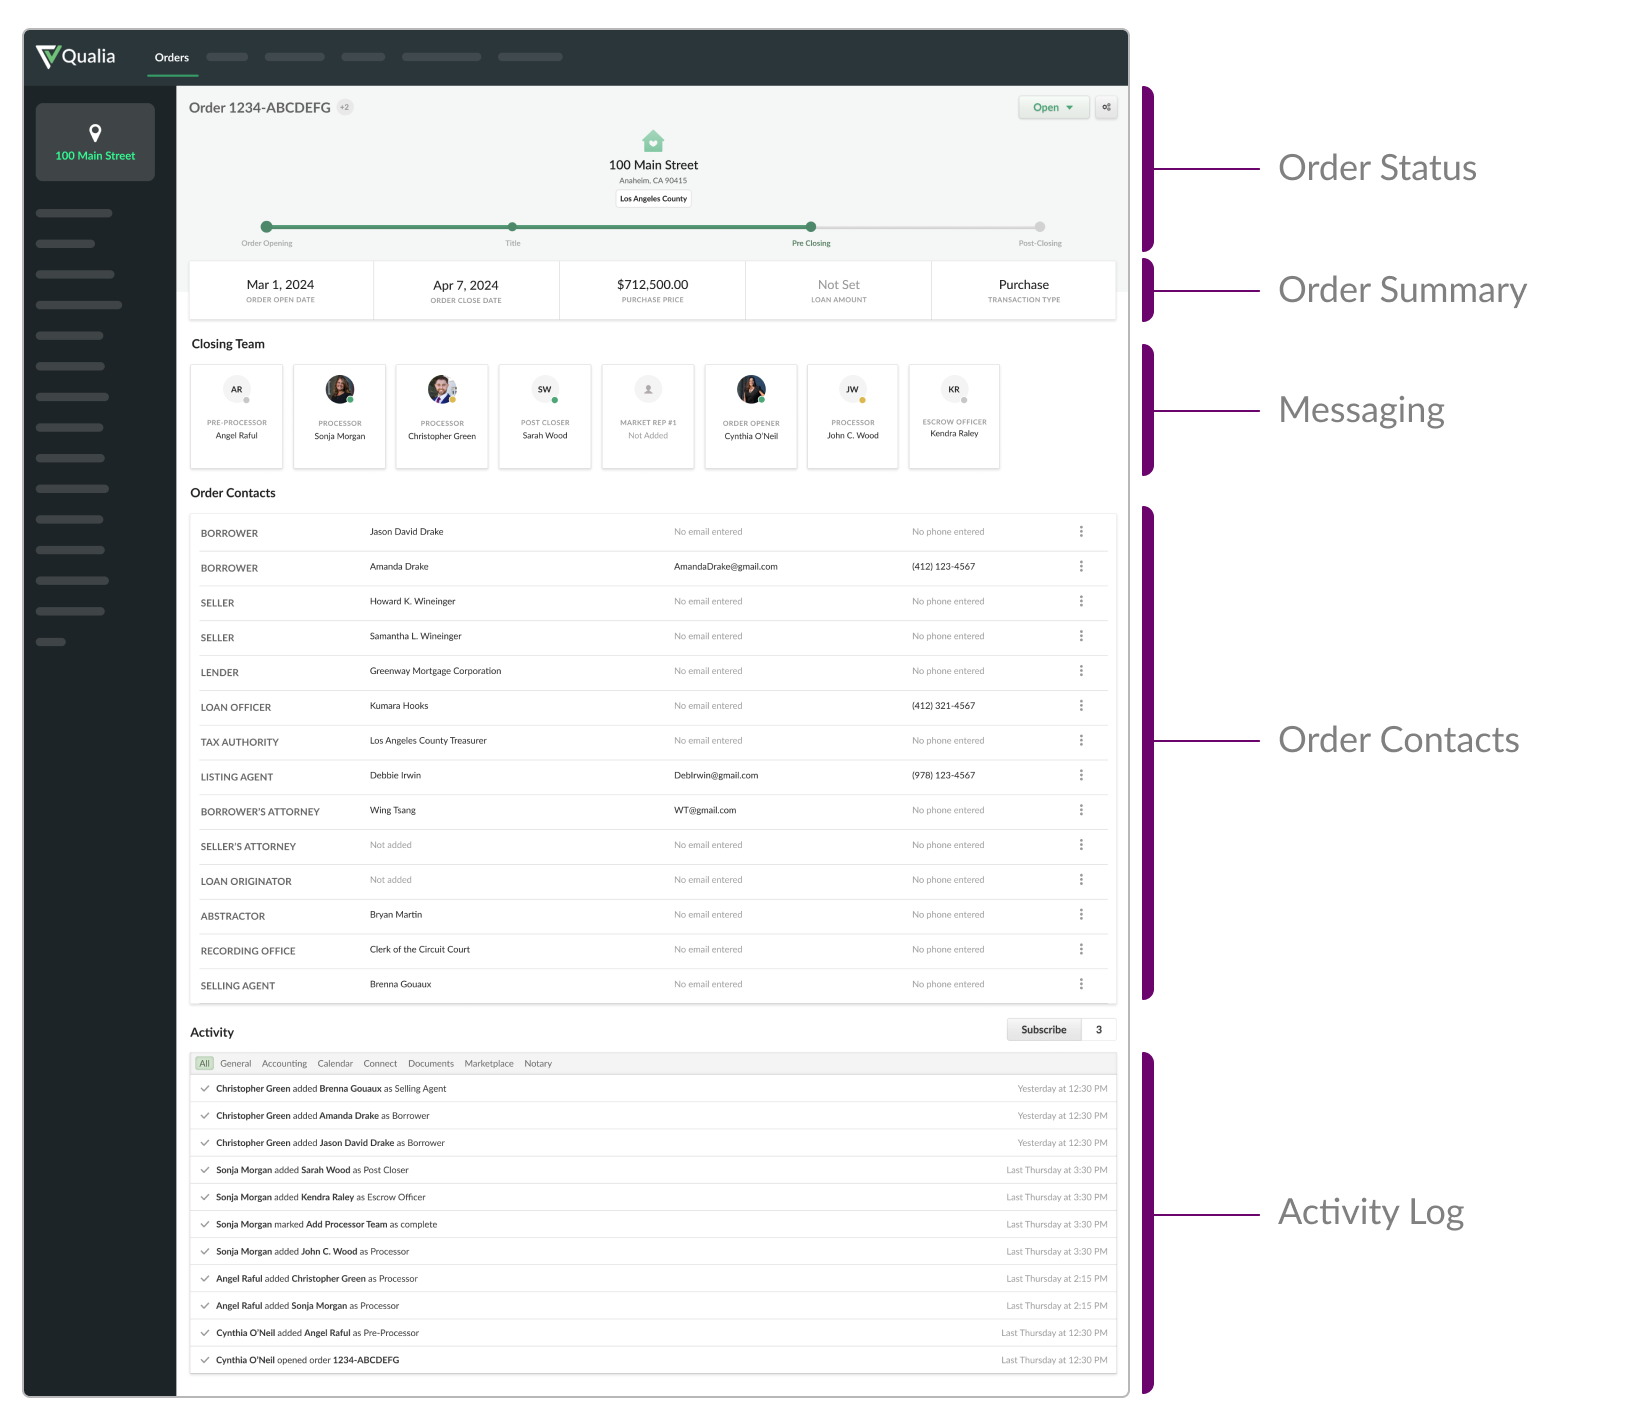 Qualia
Orders
100 Main Street
Order 1234-ABCDEFG +2
Open
100 Main Street
Anaheim, CA 90415
Los Angeles County
Order Opening Title Pre Closing Post-Closing
Order Status
Mar 1, 2024 Apr 7, 2024 $712,500.00 Not Set Purchase
ORDER OPEN DATE ORDER CLOSE DATE PURCHASE PRICE LOAN AMOUNT TRANSACTION TYPE
Order Summary
Closing Team
AR SW JW KR
PRE-PROCESSOR PROCESSOR PROCESSOR POST CLOSER MARKET REP #1 ORDER OPENER PROCESSOR ESCROW OFFICER
Angel Raful Sonja Morgan Christopher Green Sarah Wood Not Added Cynthia O'Neil John C. Wood Kendra Raley
Messaging
Order Contacts
BORROWER Jason David Drake No email entered No phone entered
BORROWER Amanda Drake AmandaDrake@gmail.com (412) 123-4567
SELLER Howard K. Wineinger No email entered No phone entered
SELLER Samantha L. Wineinger No email entered No phone entered
LENDER Greenway Mortgage Corporation No email entered No phone entered
LOAN OFFICER Kumara Hooks No email entered (412) 321-4567
TAX AUTHORITY Los Angeles County Treasurer No email entered No phone entered
LISTING AGENT Debbie Irwin DebIrwin@gmail.com (978) 123-4567
BORROWER'S ATTORNEY Wing Tsang WT@gmail.com No phone entered
SELLER'S ATTORNEY Not added No email entered No phone entered
LOAN ORIGINATOR Not added No email entered No phone entered
ABSTRACTOR Bryan Martin No email entered No phone entered
RECORDING OFFICE Clerk of the Circuit Court No email entered No phone entered
SELLING AGENT Brenna Gouaux No email entered No phone entered
Order Contacts
Activity
Subscribe 3
All General Accounting Calendar Connect Documents Marketplace Notary
Christopher Green added Brenna Gouaux as Selling Agent Yesterday at 12:30 PM
Christopher Green added Amanda Drake as Borrower Yesterday at 12:30 PM
Christopher Green added Jason David Drake as Borrower Yesterday at 12:30 PM
Sonja Morgan added Sarah Wood as Post Closer Last Thursday at 3:30 PM
Sonja Morgan added Kendra Raley as Escrow Officer Last Thursday at 3:30 PM
Sonja Morgan marked Add Processor Team as complete Last Thursday at 3:30 PM
Sonja Morgan added John C. Wood as Processor Last Thursday at 3:30 PM
Angel Raful added Christopher Green as Processor Last Thursday at 2:15 PM
Angel Raful added Sonja Morgan as Processor Last Thursday at 2:15 PM
Cynthia O'Neil added Angel Raful as Pre-Processor Last Thursday at 12:30 PM
Cynthia O'Neil opened order 1234-ABCDEFG Last Thursday at 12:30 PM
Activity Log